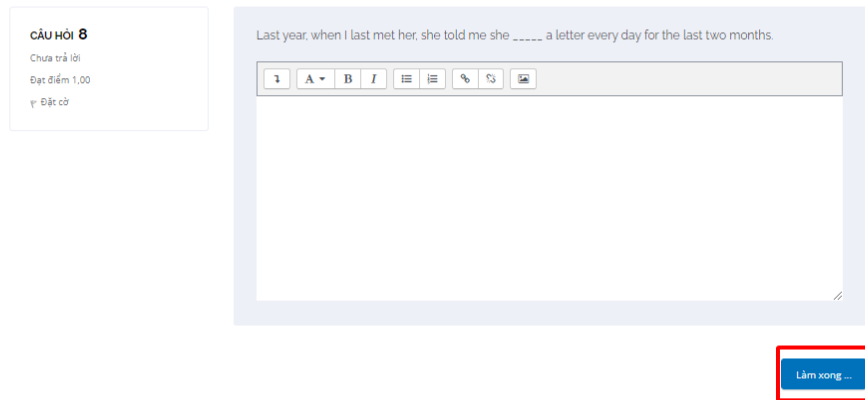 CÂU HỎI 8
Chưa trả lời
Đạt điểm 1,00
Đặt cờ
Last year, when I last met her, she told me she _____ a letter every day for the last two months.
A B I
Làm xong ...